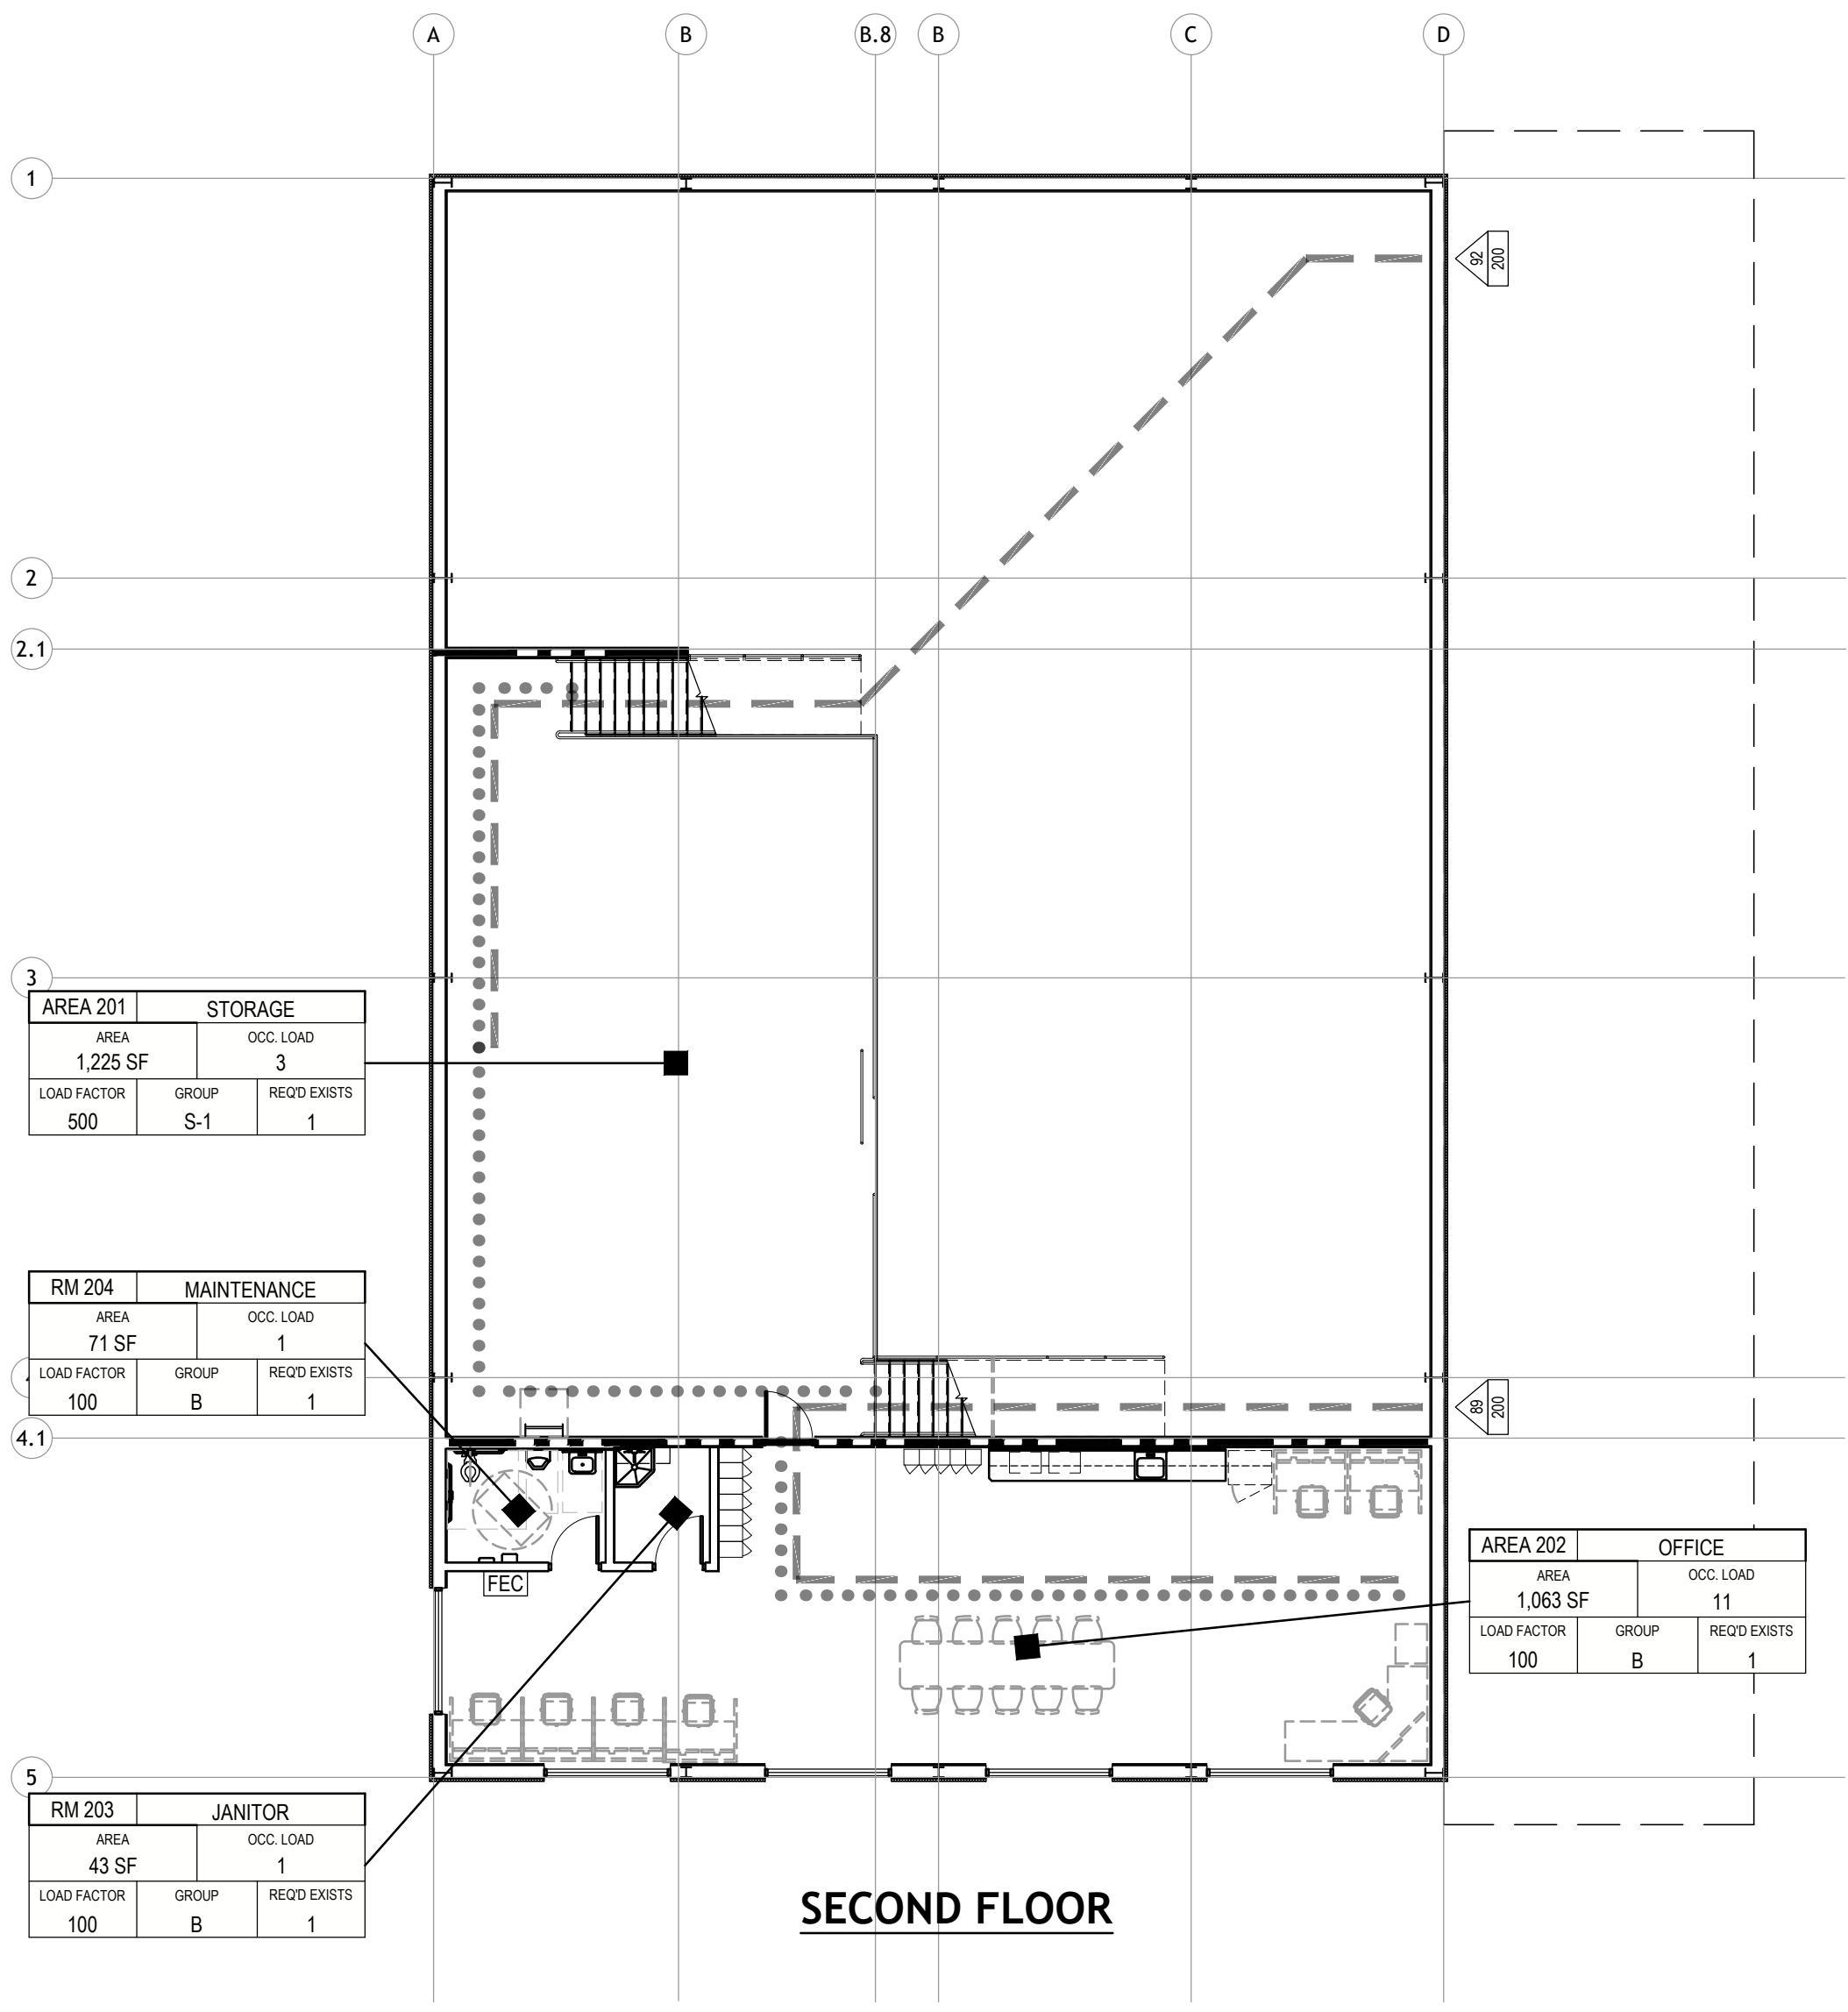 A B B.8 B C D
1
92
200
2
2.1
3
AREA 201 STORAGE
AREA OCC. LOAD
1,225 SF 3
LOAD FACTOR GROUP REQ'D EXISTS
500 S-1 1
RM 204 MAINTENANCE
AREA OCC. LOAD
71 SF 1
LOAD FACTOR GROUP REQ'D EXISTS
100 B 1
89
200
4.1
FEC
AREA 202 OFFICE
AREA OCC. LOAD
1,063 SF 11
LOAD FACTOR GROUP REQ'D EXISTS
100 B 1
5
RM 203 JANITOR
AREA OCC. LOAD
43 SF 1
LOAD FACTOR GROUP REQ'D EXISTS
100 B 1
SECOND FLOOR